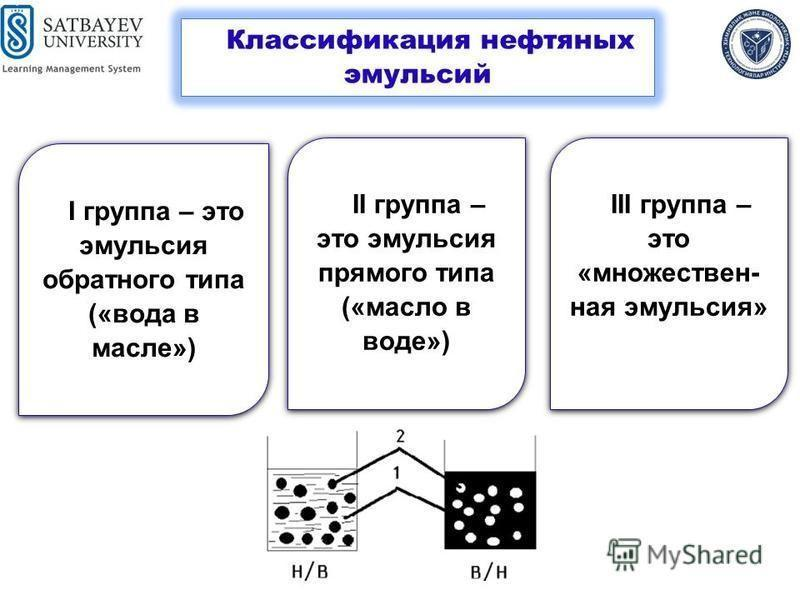 SATBAYEV
UNIVERSITY
Learning Management System
Классификация нефтяных
эмульсий
I группа – это
эмульсия
обратного типа
(«вода в
масле»)
II группа –
это эмульсия
прямого типа
(«масло в
воде»)
III группа –
это
«множествен-
ная эмульсия»
2
1
Н/В
В/Н
MyShared